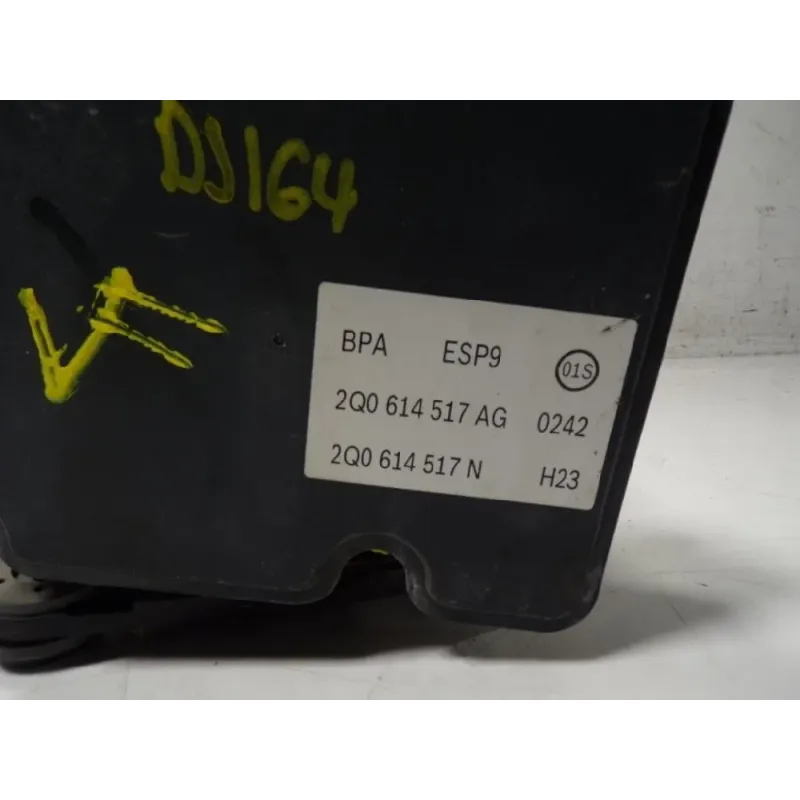 DJ164
BPA ESP9 01S
2Q0 614 517 AG 0242
2Q0 614 517 N H23